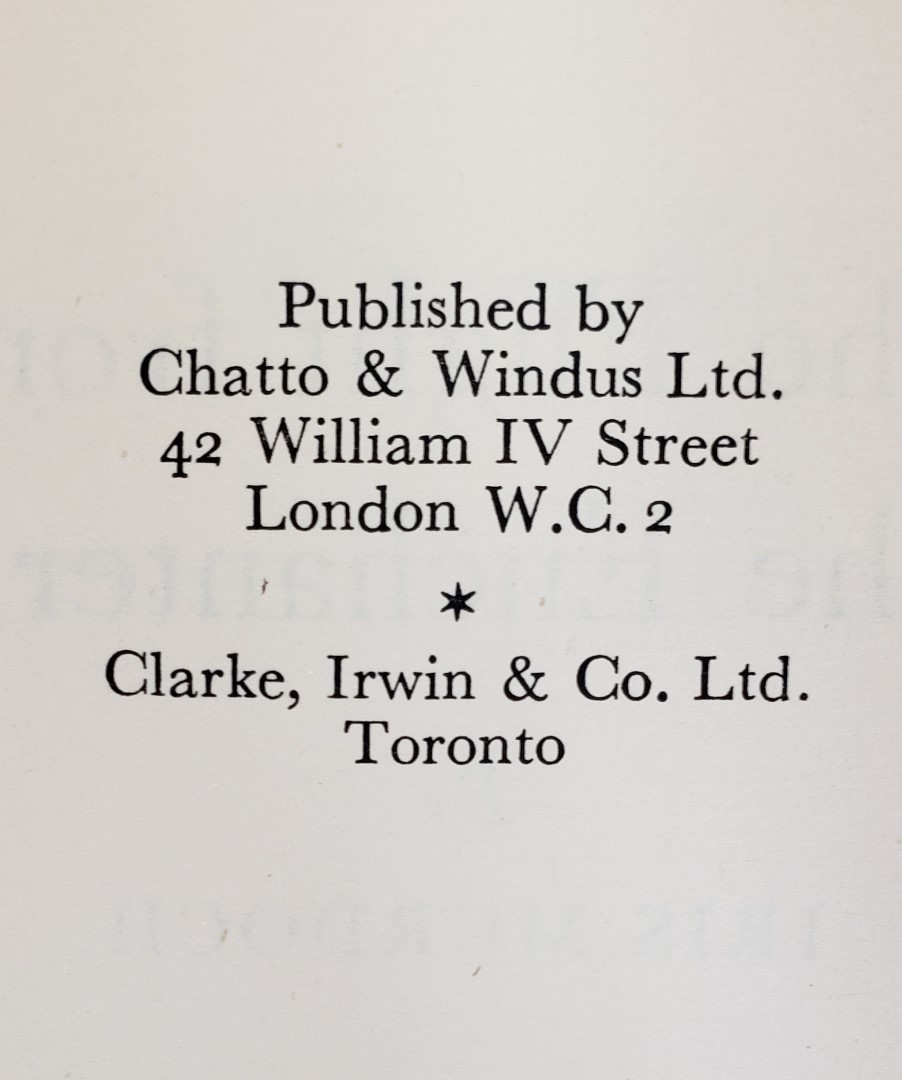 Published by
Chatto & Windus Ltd.
42 William IV Street
London W.C. 2
*
Clarke, Irwin & Co. Ltd.
Toronto